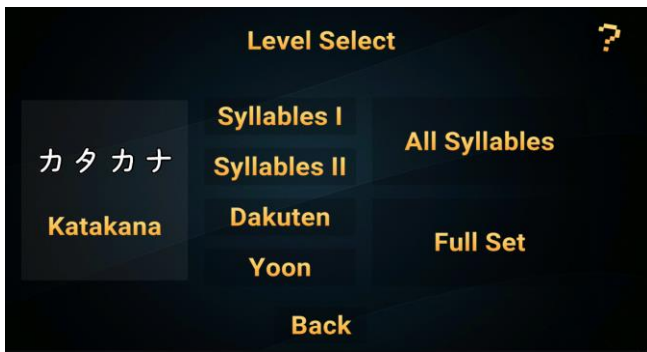 Level Select
?
カタカナ
Katakana
Syllables I
Syllables II
Dakuten
Yoon
All Syllables
Full Set
Back